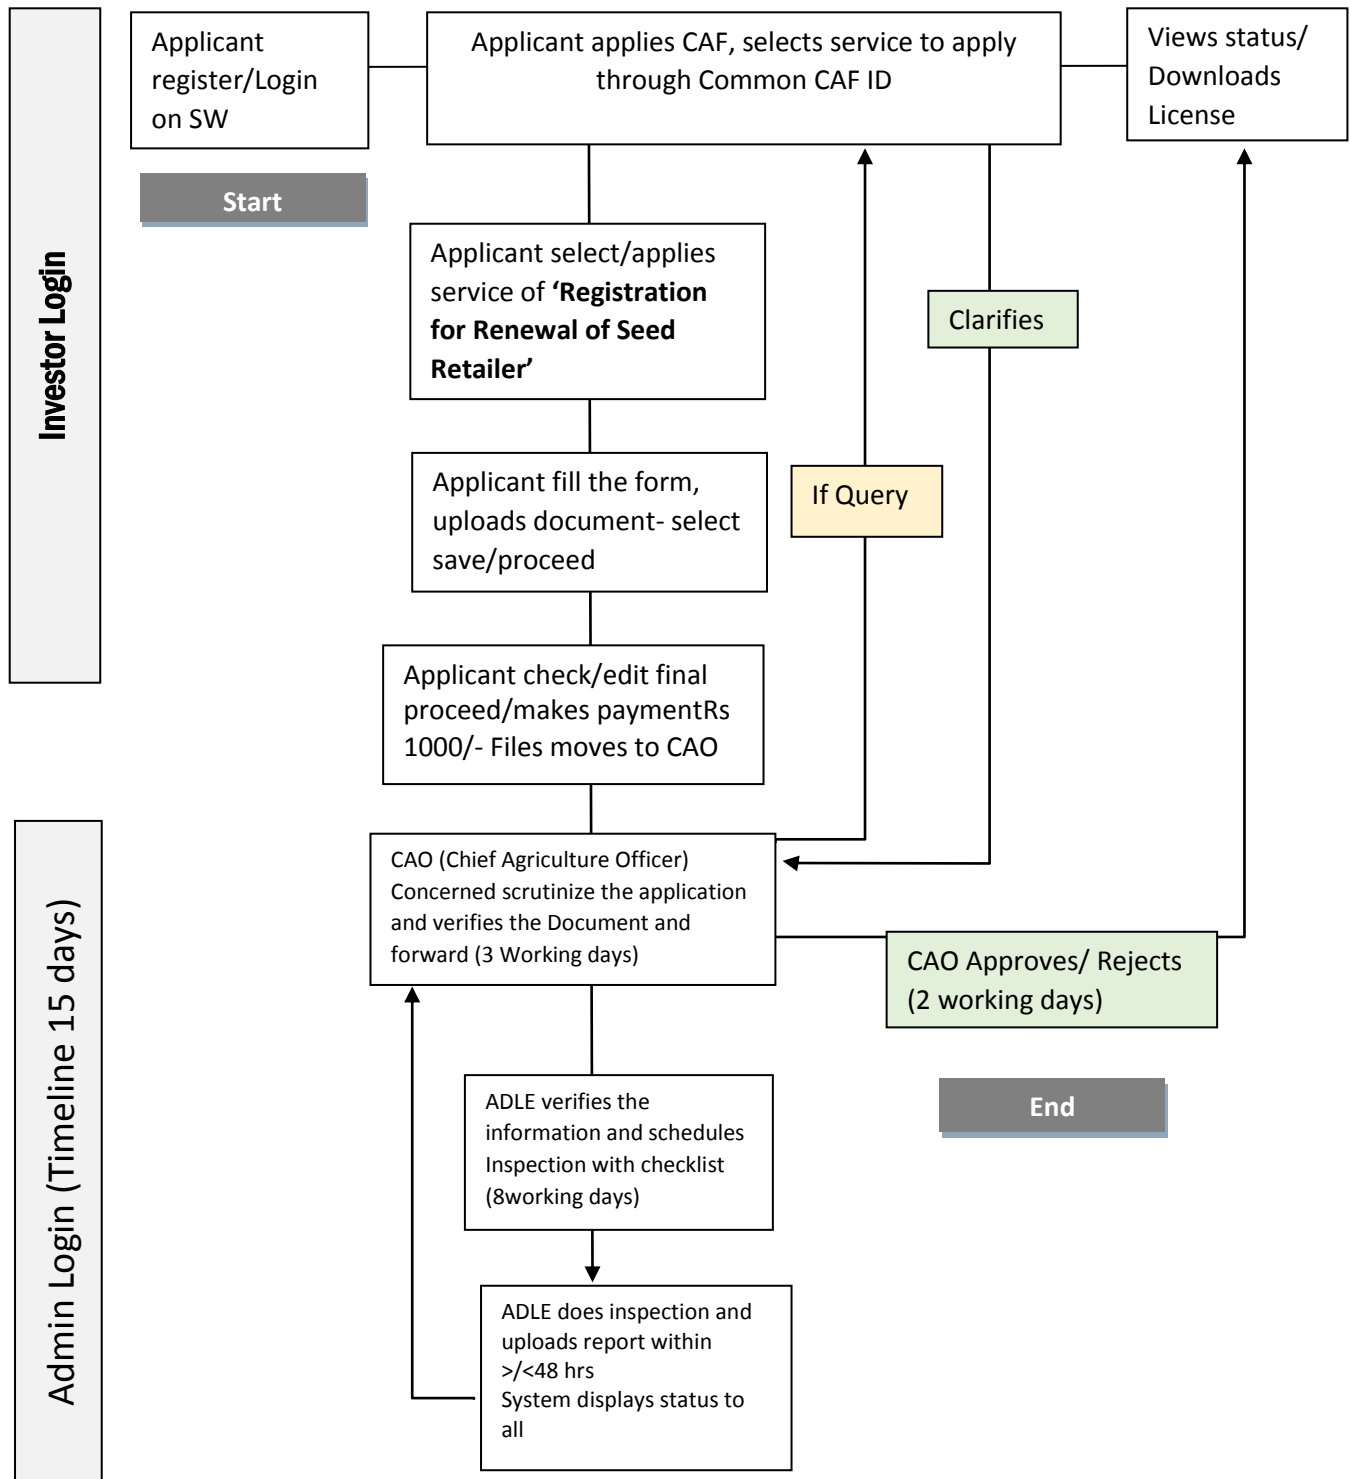 Applicant
register/Login
on SW
Applicant applies CAF, selects service to apply
through Common CAF ID
Views status/
Downloads
License
Start
Investor Login
Applicant select/applies
service of ‘Registration
for Renewal of Seed
Retailer’
Clarifies
Applicant fill the form,
uploads document- select
save/proceed
If Query
Applicant check/edit final
proceed/makes paymentRs
1000/- Files moves to CAO
Admin Login (Timeline 15 days)
CAO (Chief Agriculture Officer)
Concerned scrutinize the application
and verifies the Document and
forward (3 Working days)
CAO Approves/ Rejects
(2 working days)
End
ADLE verifies the
information and schedules
Inspection with checklist
(8working days)
ADLE does inspection and
uploads report within
>/<48 hrs
System displays status to
all